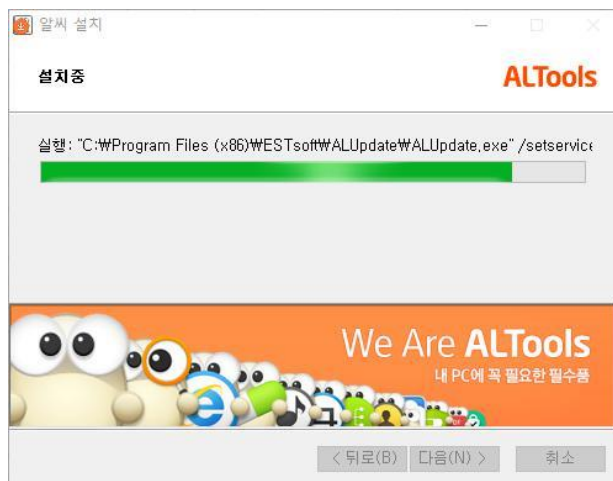 알씨 설치
설치중
ALTools
실행: "C:₩Program Files (x86)₩ESTsoft₩ALUpdate₩ALUpdate.exe" /setservice
We Are ALTools
내 PC에 꼭 필요한 필수품
< 뒤로(B) 다음(N) > 취소